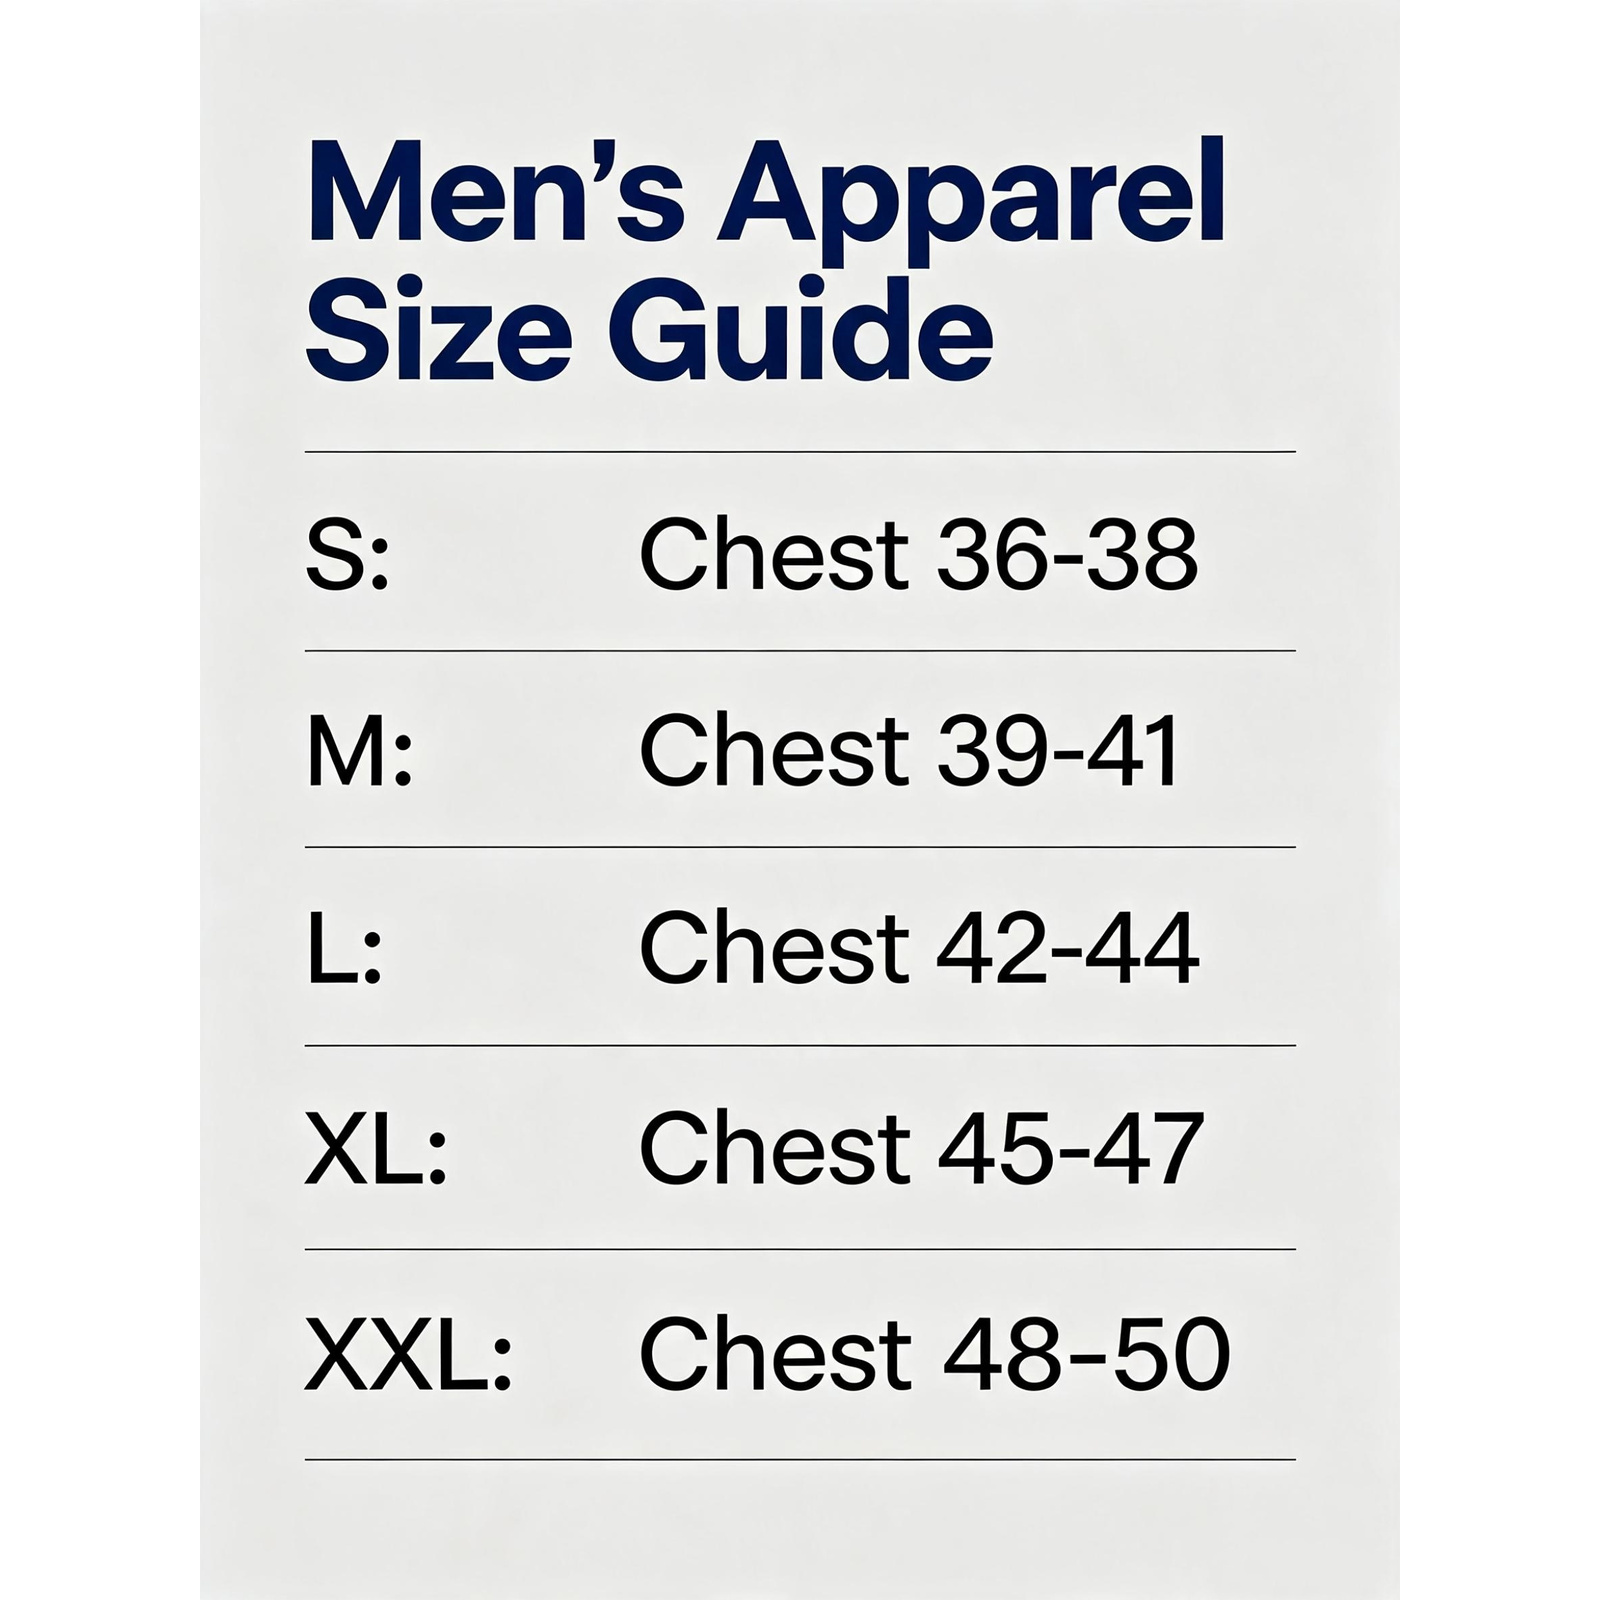 Men’s Apparel
Size Guide
S: Chest 36-38
M: Chest 39-41
L: Chest 42-44
XL: Chest 45-47
XXL: Chest 48-50